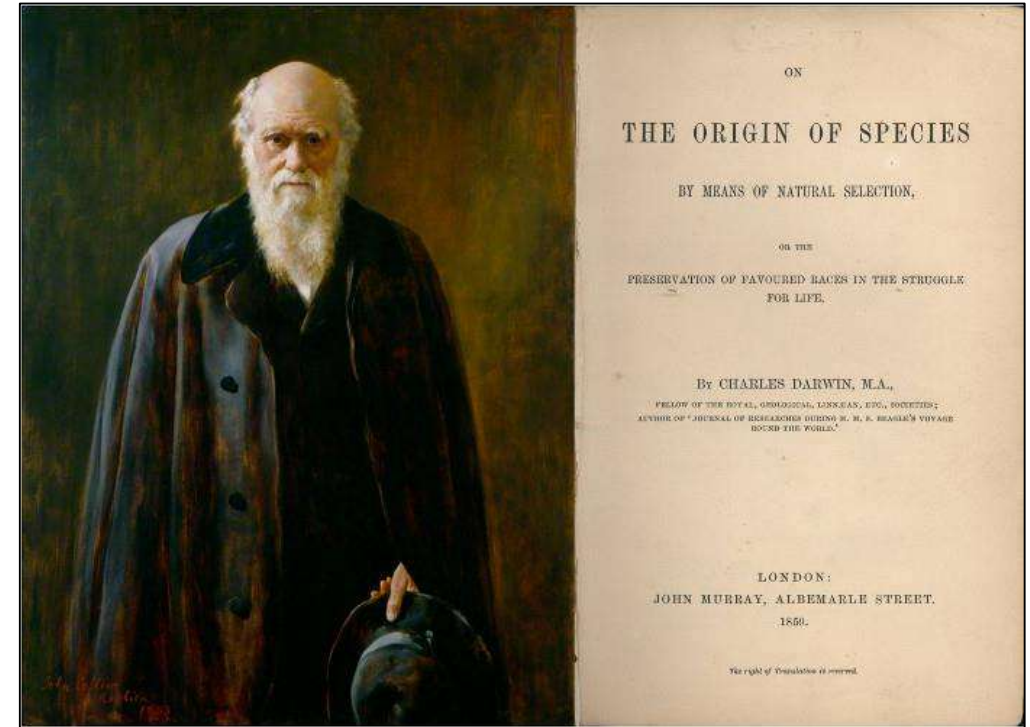 John Collier
ON
THE ORIGIN OF SPECIES
BY MEANS OF NATURAL SELECTION,
OR THE
PRESERVATION OF FAVOURED RACES IN THE STRUGGLE
FOR LIFE.
BY CHARLES DARWIN, M.A.,
FELLOW OF THE ROYAL, GEOLOGICAL, LINNÆAN, ETC., SOCIETIES;
AUTHOR OF 'JOURNAL OF RESEARCHES DURING H. M. S. BEAGLE'S VOYAGE
ROUND THE WORLD.'
LONDON:
JOHN MURRAY, ALBEMARLE STREET.
1859.
The right of Translation is reserved.